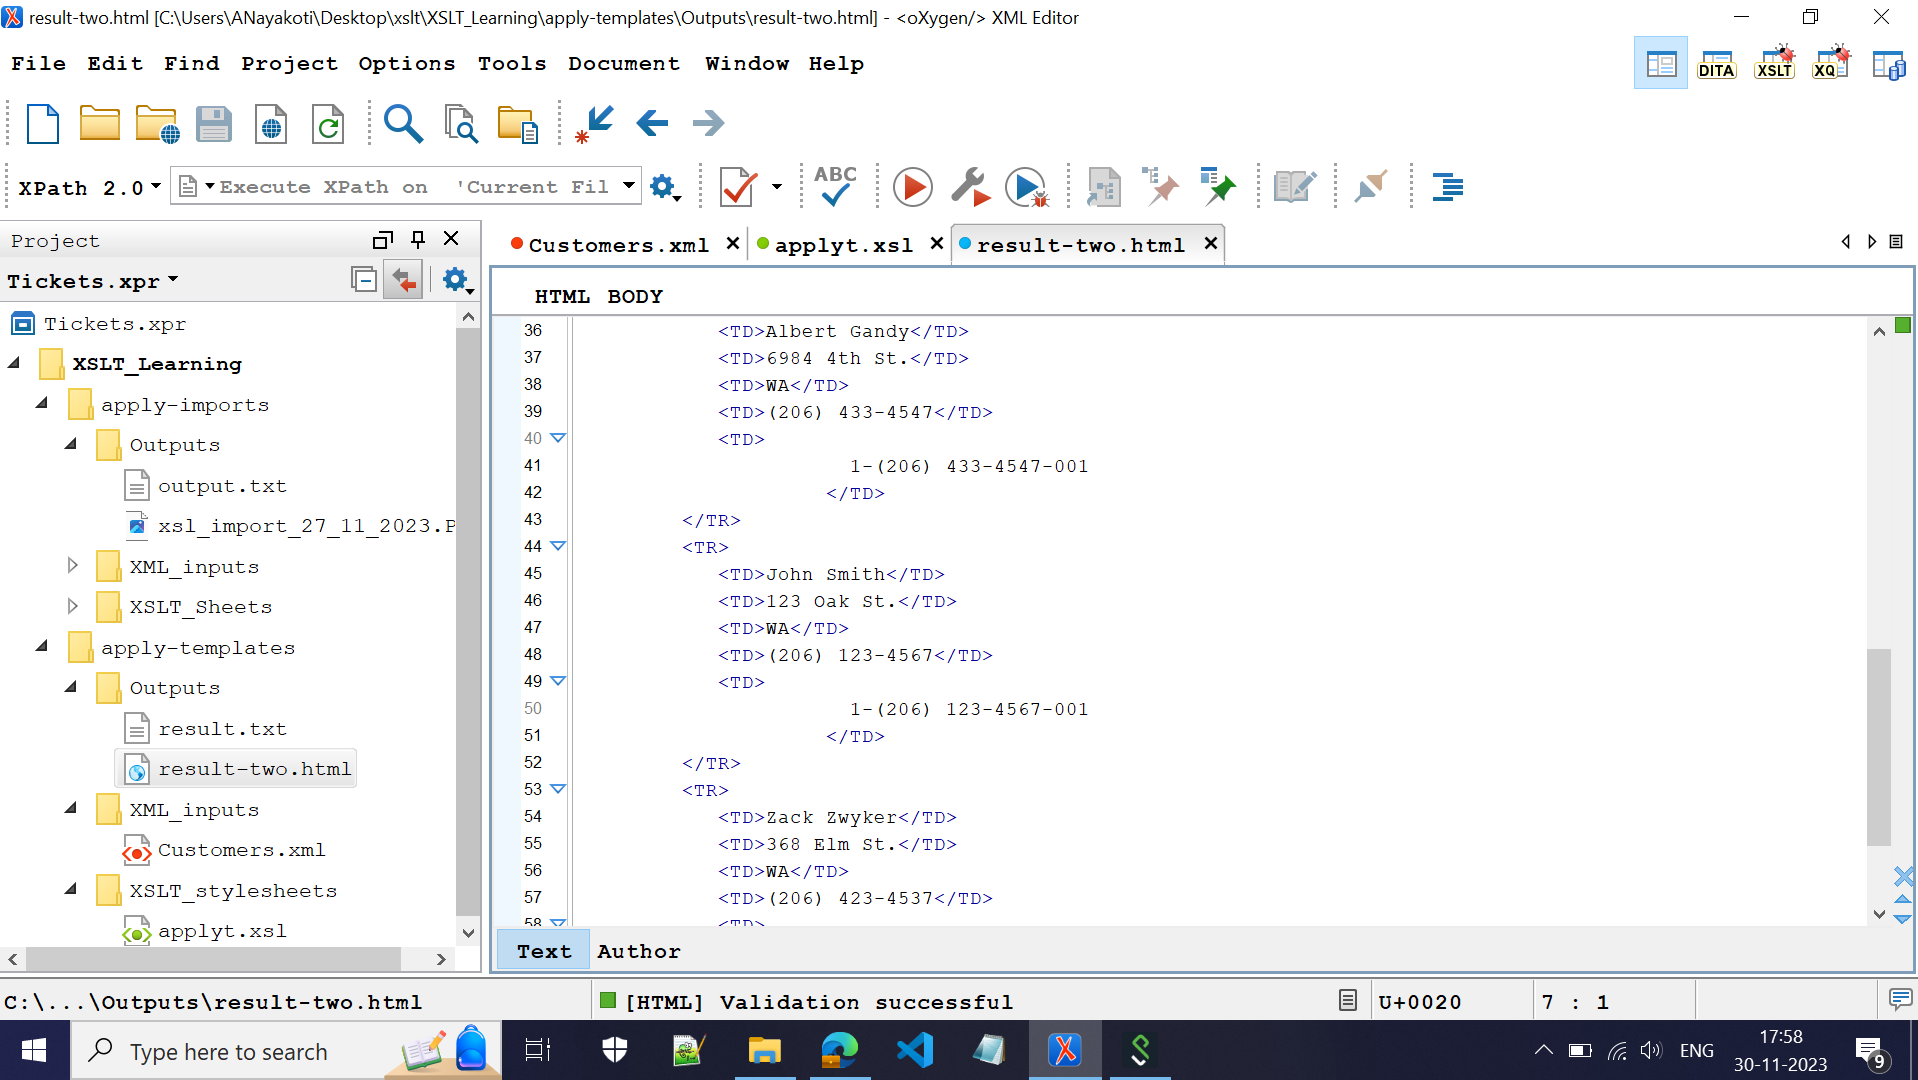 result-two.html [C:\Users\ANayakoti\Desktop\xslt\XSLT_Learning\apply-templates\Outputs\result-two.html] - <oXygen/> XML Editor
File Edit Find Project Options Tools Document Window Help
DITA XSLT XQ
XPath 2.0 Execute XPath on 'Current Fil ABC
Project
Tickets.xpr
Tickets.xpr
XSLT_Learning
apply-imports
Outputs
output.txt
xsl_import_27_11_2023.P
XML_inputs
XSLT_Sheets
apply-templates
Outputs
result.txt
result-two.html
XML_inputs
Customers.xml
XSLT_stylesheets
applyt.xsl
Customers.xml applyt.xsl result-two.html
HTML BODY
36 <TD>Albert Gandy</TD>
37 <TD>6984 4th St.</TD>
38 <TD>WA</TD>
39 <TD>(206) 433-4547</TD>
40 <TD>
41 1-(206) 433-4547-001
42 </TD>
43 </TR>
44 <TR>
45 <TD>John Smith</TD>
46 <TD>123 Oak St.</TD>
47 <TD>WA</TD>
48 <TD>(206) 123-4567</TD>
49 <TD>
50 1-(206) 123-4567-001
51 </TD>
52 </TR>
53 <TR>
54 <TD>Zack Zwyker</TD>
55 <TD>368 Elm St.</TD>
56 <TD>WA</TD>
57 <TD>(206) 423-4537</TD>
58 <TD>
Text Author
C:\...\Outputs\result-two.html [HTML] Validation successful U+0020 7 : 1
Type here to search
ENG
17:58
30-11-2023
9